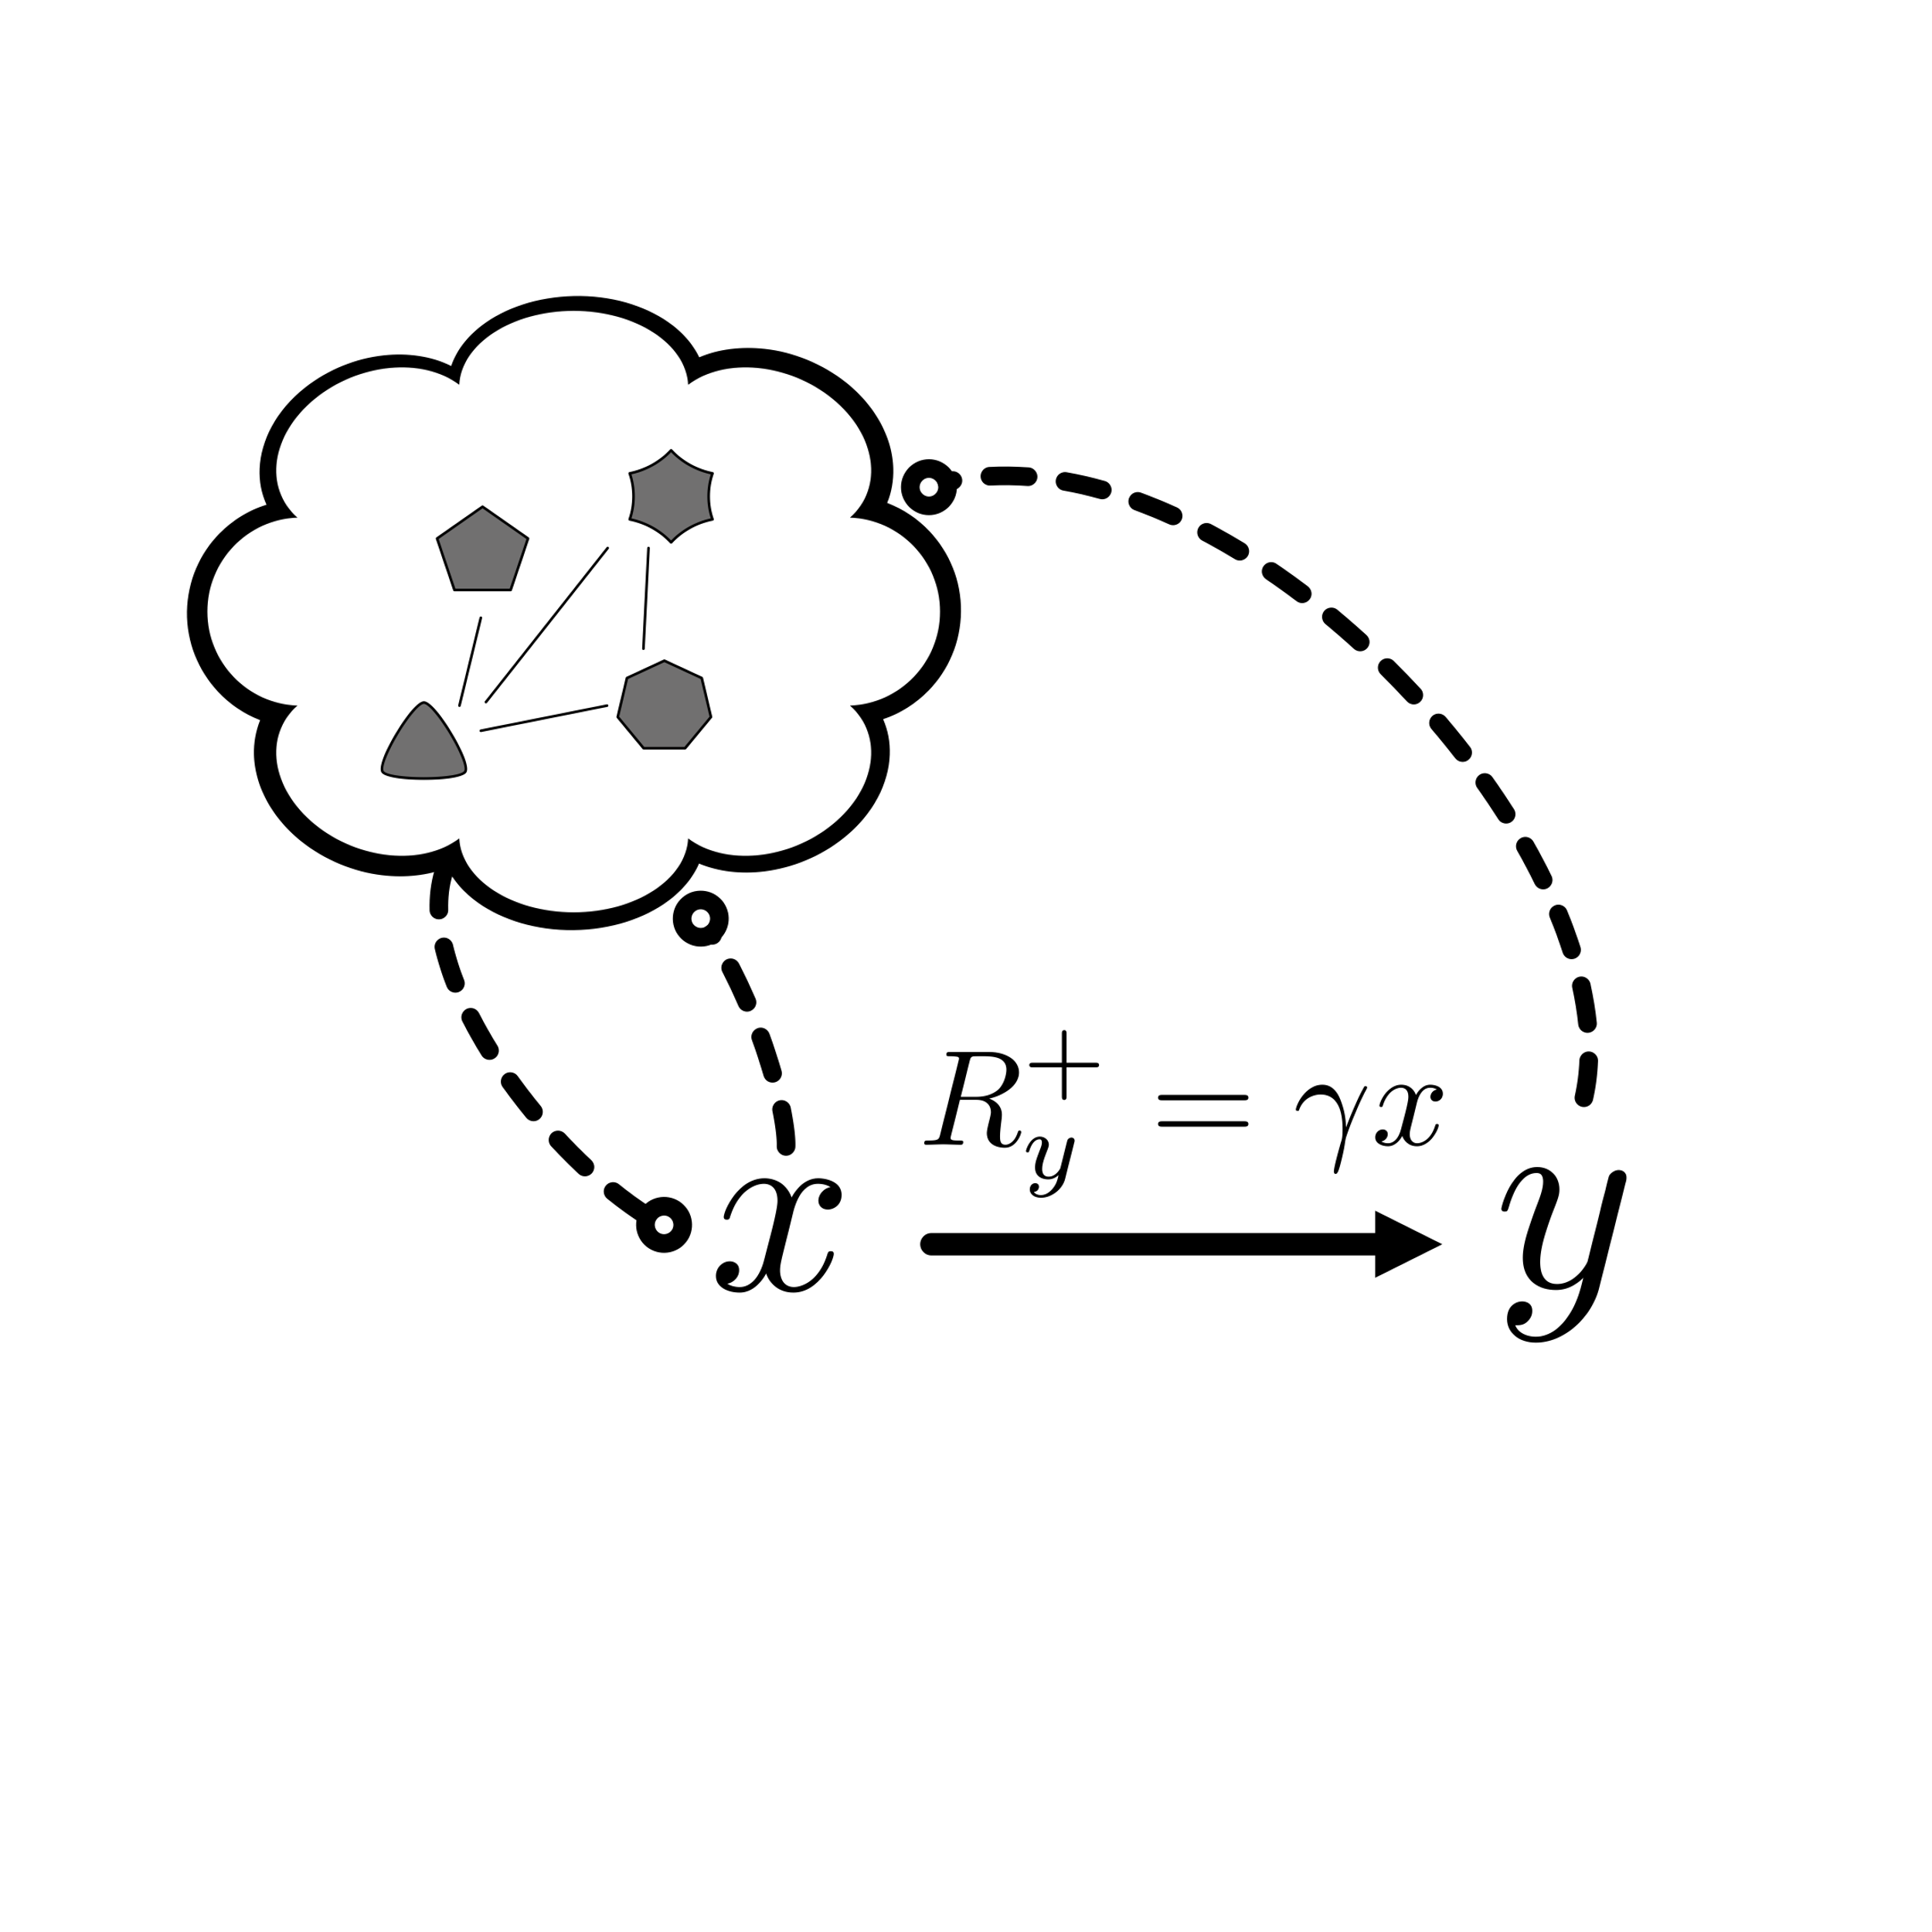 R_y^+ = γx
x y